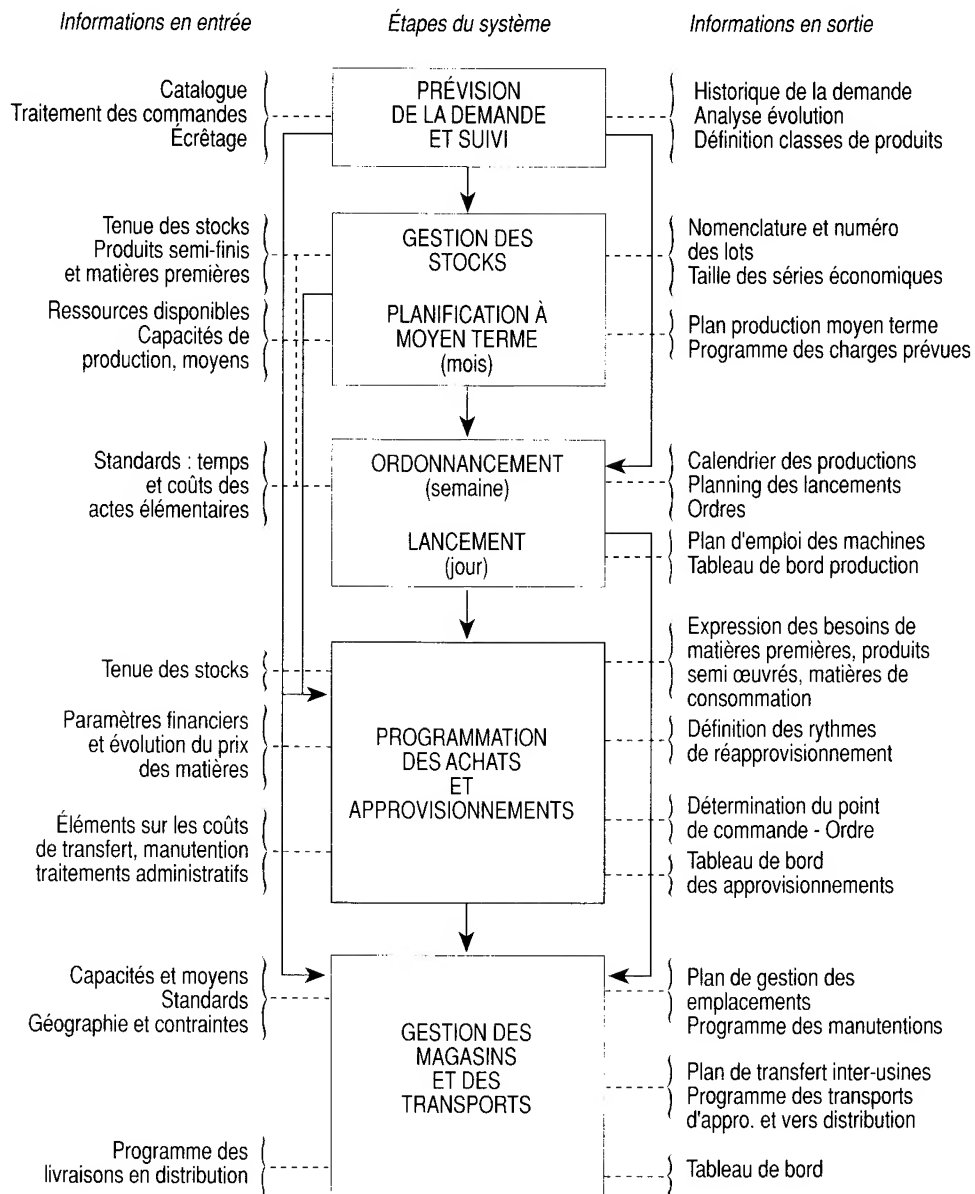 Informations en entrée
Étapes du système
Informations en sortie
Catalogue
Traitement des commandes
Écrêtage
PRÉVISION
DE LA DEMANDE
ET SUIVI
Historique de la demande
Analyse évolution
Définition classes de produits
Tenue des stocks
Produits semi-finis
et matières premières
GESTION DES
STOCKS
Nomenclature et numéro
des lots
Taille des séries économiques
Ressources disponibles
Capacités de
production, moyens
PLANIFICATION À
MOYEN TERME
(mois)
Plan production moyen terme
Programme des charges prévues
Standards : temps
et coûts des
actes élémentaires
ORDONNANCEMENT
(semaine)
Calendrier des productions
Planning des lancements
Ordres
LANCEMENT
(jour)
Plan d'emploi des machines
Tableau de bord production
Tenue des stocks
Paramètres financiers
et évolution du prix
des matières
Éléments sur les coûts
de transfert, manutention
traitements administratifs
PROGRAMMATION
DES ACHATS
ET
APPROVISIONNEMENTS
Expression des besoins de
matières premières, produits
semi œuvrés, matières de
consommation
Définition des rythmes
de réapprovisionnement
Détermination du point
de commande - Ordre
Tableau de bord
des approvisionnements
Capacités et moyens
Standards
Géographie et contraintes
Programme des
livraisons en distribution
GESTION DES
MAGASINS
ET DES
TRANSPORTS
Plan de gestion des
emplacements
Programme des manutentions
Plan de transfert inter-usines
Programme des transports
d'appro. et vers distribution
Tableau de bord